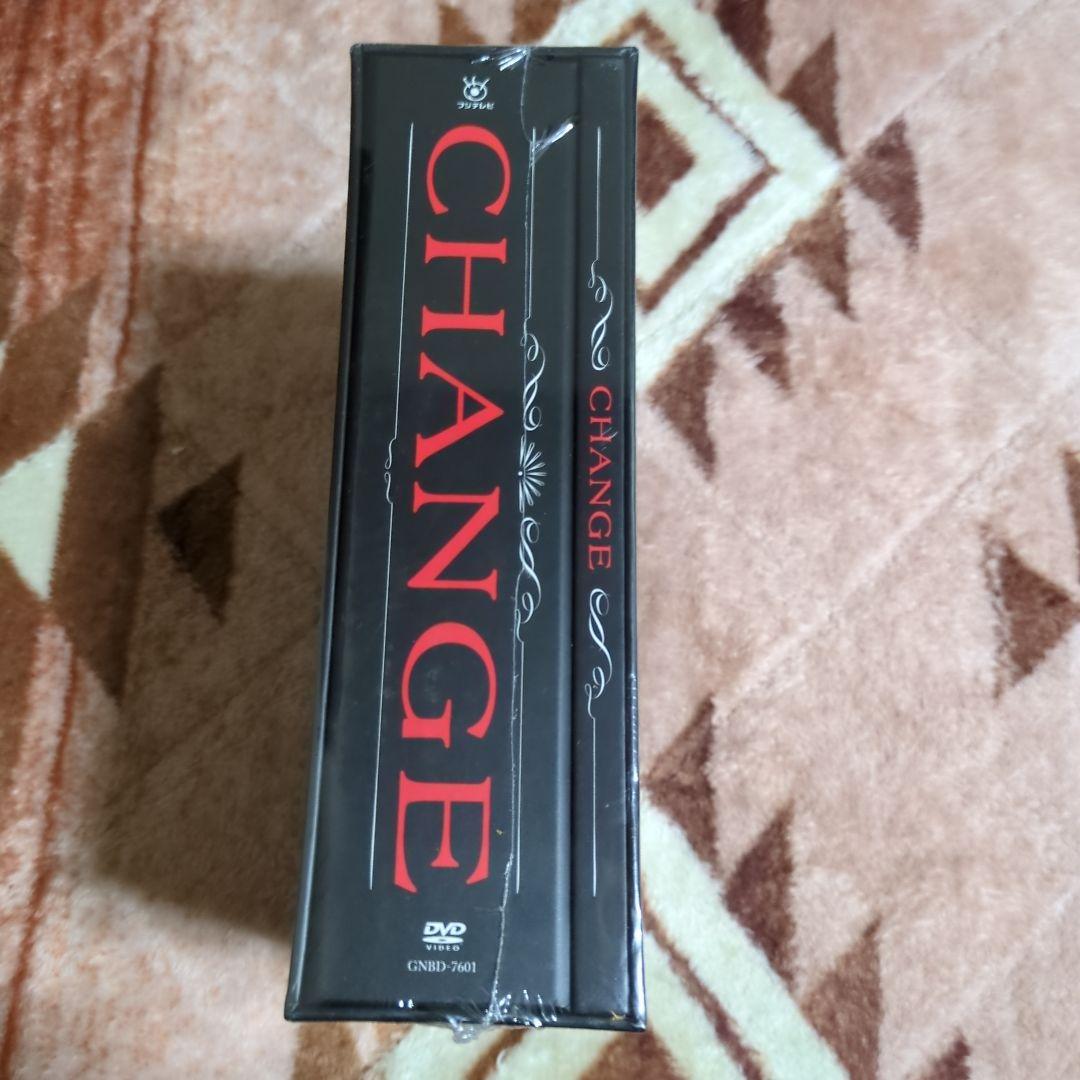 フジテレビ
CHANGE
DVD
VIDEO
GNBD-7601
CHANGE